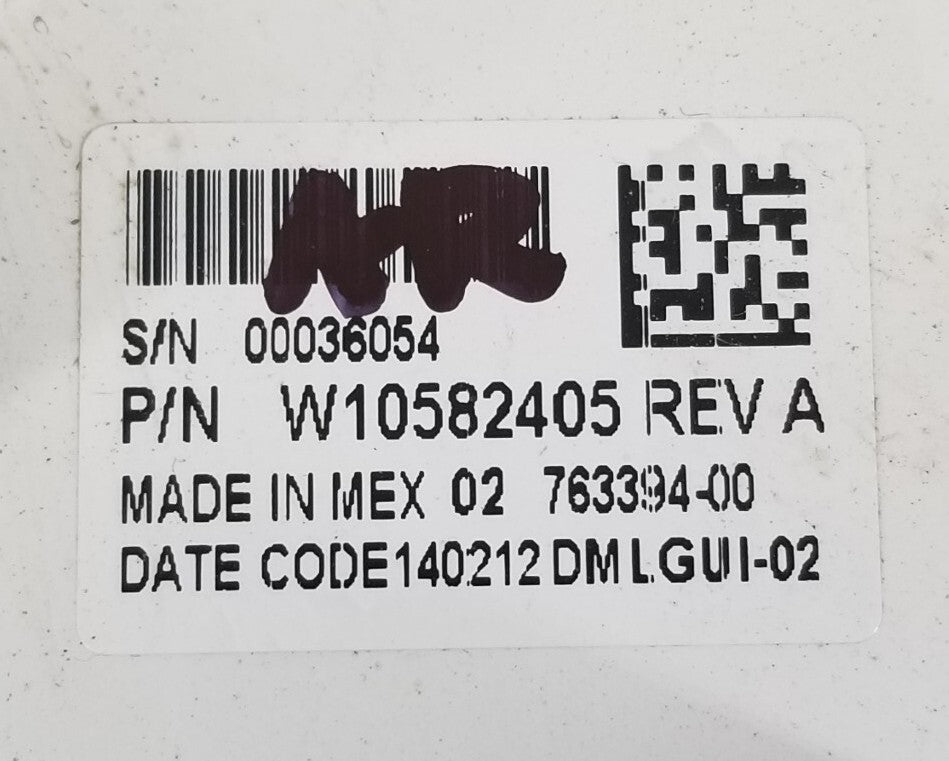 S/N 00036054
P/N W10582405 REV A
MADE IN MEX 02 763394-00
DATE CODE140212 DM LGUI-02